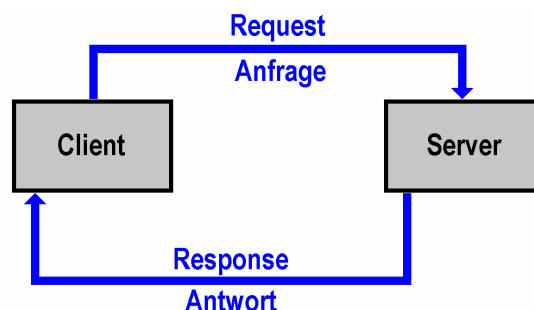 Request
Anfrage
Client
Server
Response
Antwort